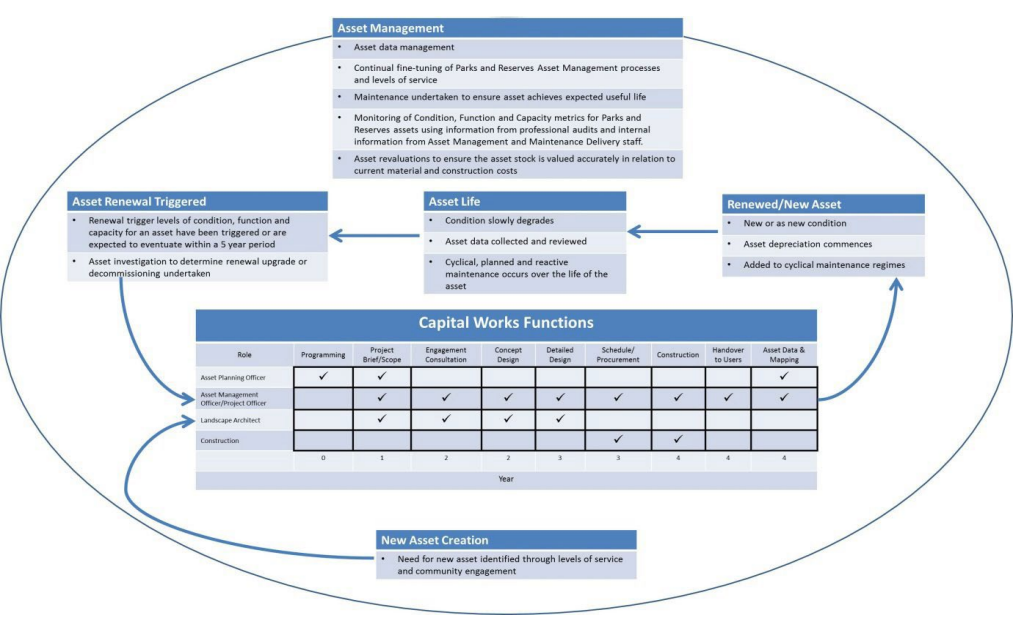 Asset Management
• Asset data management
• Continual fine-tuning of Parks and Reserves Asset Management processes
and levels of service
• Maintenance undertaken to ensure asset achieves expected useful life
• Monitoring of Condition, Function and Capacity metrics for Parks and
Reserves assets using information from professional audits and internal
information from Asset Management and Maintenance Delivery staff.
• Asset revaluations to ensure the asset stock is valued accurately in relation to
current material and construction costs
Asset Renewal Triggered
• Renewal trigger levels of condition, function and
capacity for an asset have been triggered or are
expected to eventuate within a 5 year period
• Asset investigation to determine renewal upgrade or
decommissioning undertaken
Asset Life
• Condition slowly degrades
• Asset data collected and reviewed
• Cyclical, planned and reactive
maintenance occurs over the life of the
asset
Renewed/New Asset
• New or as new condition
• Asset depreciation commences
• Added to cyclical maintenance regimes
Capital Works Functions
Role Programming Project Brief/Scope Engagement Consultation Concept Design Detailed Design Schedule/ Procurement Construction Handover to Users Asset Data & Mapping
Asset Planning Officer ✓ ✓ ✓
Asset Management
Officer/Project Officer ✓ ✓ ✓ ✓ ✓ ✓ ✓ ✓
Landscape Architect ✓ ✓ ✓ ✓
Construction ✓ ✓
0 1 2 2 3 3 4 4 4
Year
New Asset Creation
• Need for new asset identified through levels of service
and community engagement